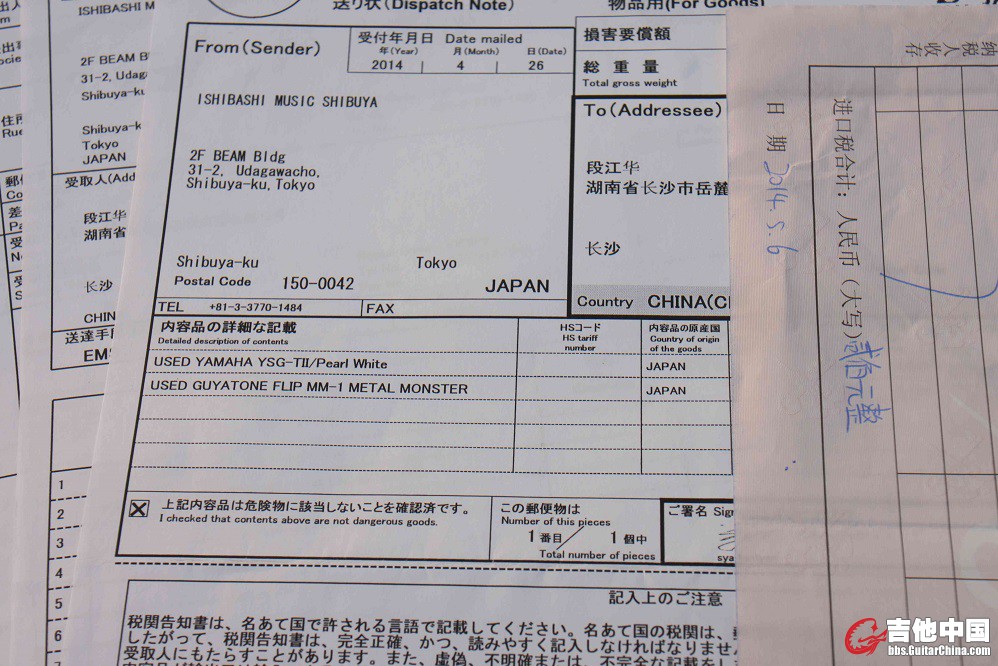 送り状(Dispatch Note)
物品用(For Goods)
ISHIBASHI MUS
2F BEAM B
31-2, Udaga
Shibuya-ku
Shibuya-k
Tokyo
JAPAN
受取人(Add
段江华
湖南省
长沙
CHIN
送達手
EM
1
2
3
4
5
6
From(Sender)
受付年月日 Date mailed
年(Year) 月(Month) 日(Date)
2014 4 26
ISHIBASHI MUSIC SHIBUYA
2F BEAM Bldg
31-2, Udagawacho,
Shibuya-ku,Tokyo
Shibuya-ku Tokyo
Postal Code 150-0042 JAPAN
TEL +81-3-3770-1484 FAX
損害要償額
総重量
Total gross weight
To(Addressee)
段江华
湖南省长沙市岳麓
长沙
Country CHINA(C
内容品の詳細な記載
Detailed description of contents
HSコード
HS tariff
number
内容品の原産国
Country of origin
of the goods
USED YAMAHA YSG-TII/Pearl White JAPAN
USED GUYATONE FLIP MM-1 METAL MONSTER JAPAN
上記内容品は危険物に該当しないことを確認済です。
I checked that contents above are not dangerous goods.
この郵便物は
Number of this pieces
1 番目／ 1 個中
Total number of pieces
ご署名 Sig
記入上のご注意
税関告知書は、名あて国で許される言語で記載してください。名あて国の税関は、
したがって、税関告知書は、完全正確、かつ、読みやすく記入しなければなりません
受取人にもたらすことがあります。また、虚偽、不明確または、不完全な記載をし
纳税人收存
进口税合计：人民币（大写）贰佰元整
日期 2014.5.6
吉他中国
bbs.GuitarChina.com